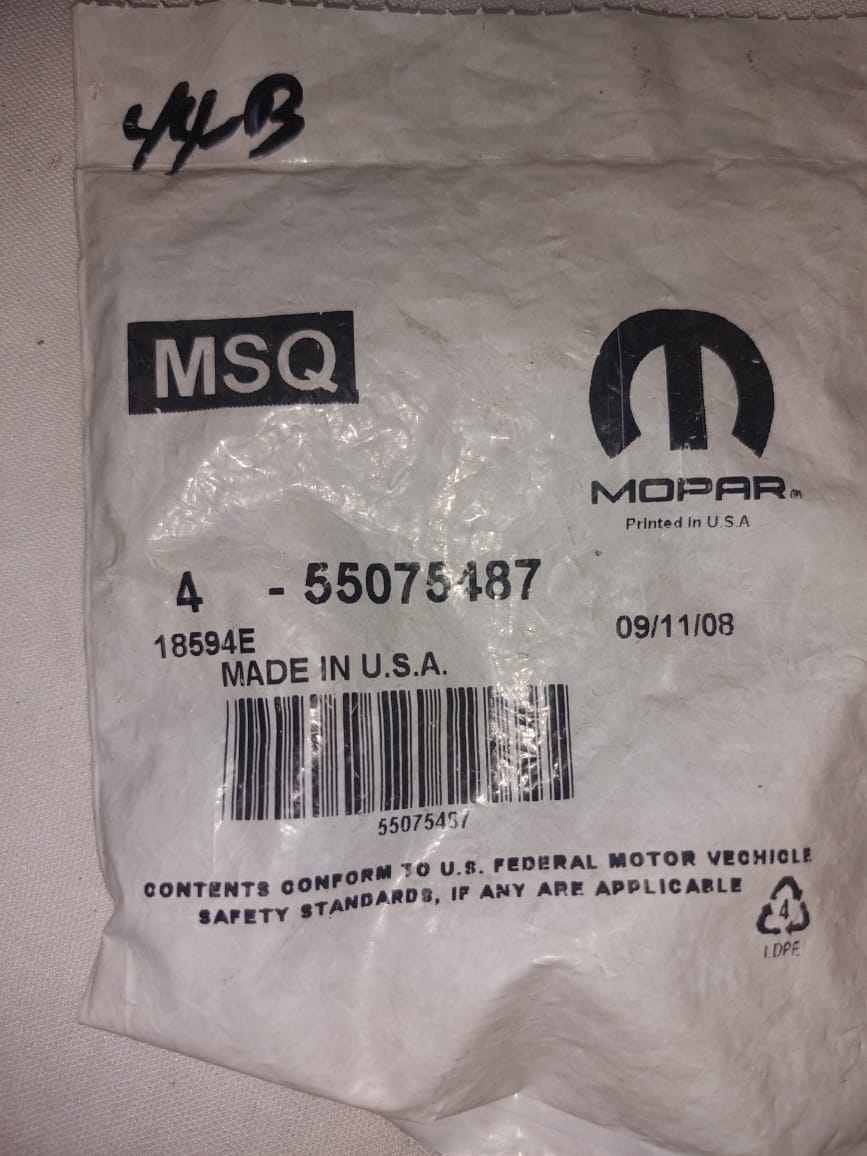 44-B
MSQ
MOPAR®
Printed in U.S.A
4 - 55075487
18594E
09/11/08
MADE IN U.S.A.
55075487
CONTENTS CONFORM TO U.S. FEDERAL MOTOR VECHICLE
SAFETY STANDARDS, IF ANY ARE APPLICABLE
4
LDPE